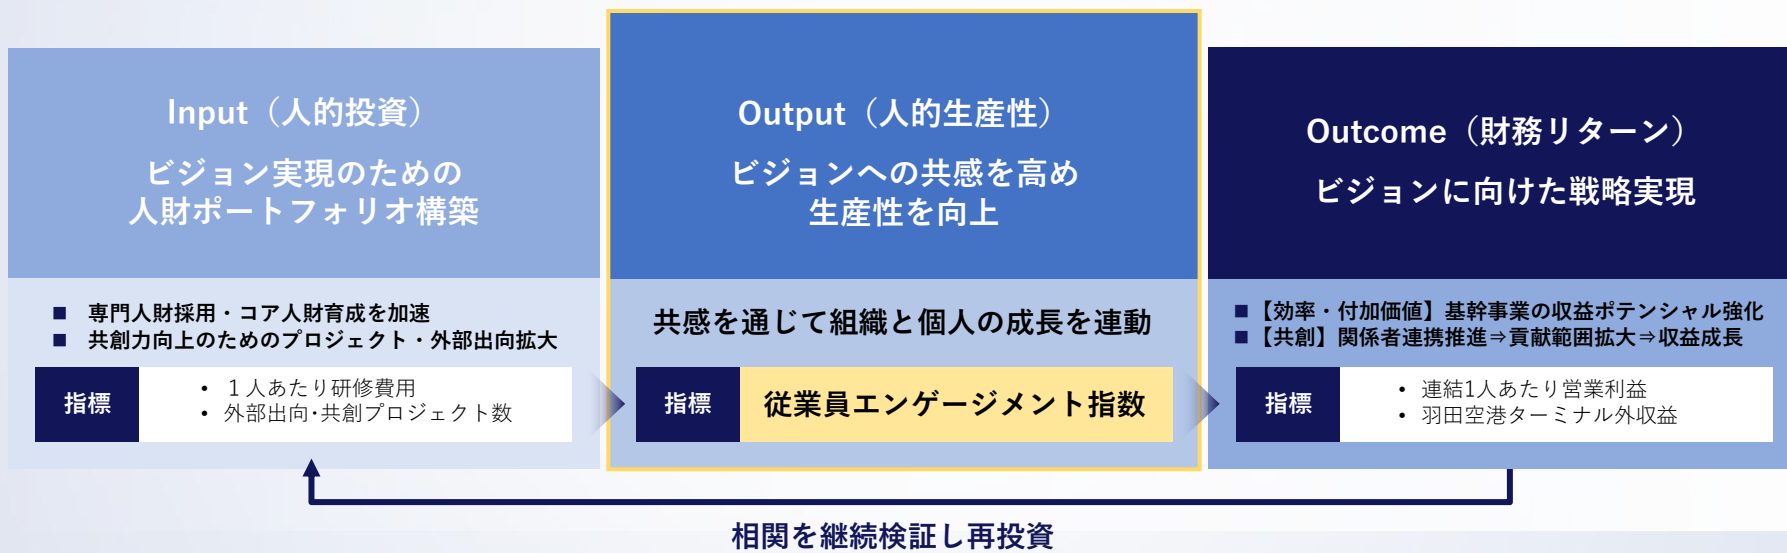 Input（人的投資）
ビジョン実現のための
人財ポートフォリオ構築
■ 専門人財採用・コア人財育成を加速
■ 共創力向上のためのプロジェクト・外部出向拡大
指標
• １人あたり研修費用
• 外部出向･共創プロジェクト数
Output（人的生産性）
ビジョンへの共感を高め
生産性を向上
共感を通じて組織と個人の成長を連動
指標
従業員エンゲージメント指数
Outcome（財務リターン）
ビジョンに向けた戦略実現
■【効率・付加価値】基幹事業の収益ポテンシャル強化
■【共創】関係者連携推進⇒貢献範囲拡大⇒収益成長
指標
• 連結1人あたり営業利益
• 羽田空港ターミナル外収益
相関を継続検証し再投資